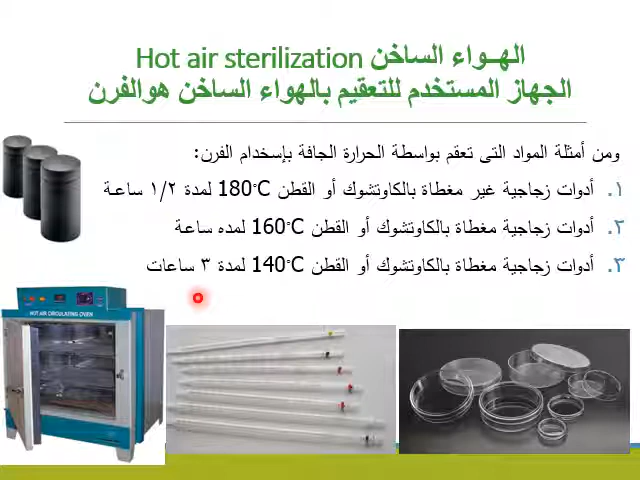 الهــواء الساخن Hot air sterilization
الجهاز المستخدم للتعقيم بالهواء الساخن هوالفرن
ومن أمثلة المواد التى تعقم بواسطة الحرارة الجافة بإسخدام الفرن:
١. أدوات زجاجية غير مغطاة بالكاوتشوك أو القطن 180°C لمدة ١/٢ ساعة
٢. أدوات زجاجية مغطاة بالكاوتشوك أو القطن 160°C لمده ساعة
٣. أدوات زجاجية مغطاة بالكاوتشوك أو القطن 140°C لمدة ٣ ساعات
HOT AIR CIRCULATING OVEN